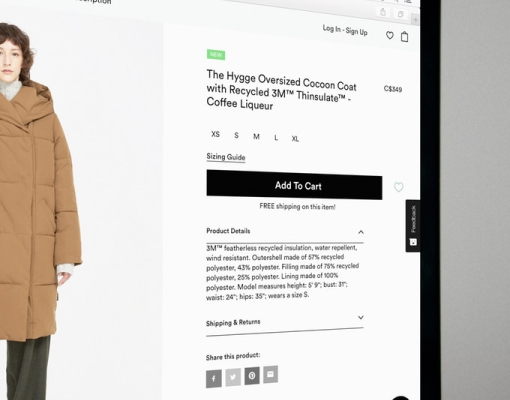 Log In - Sign Up
NEW
The Hygge Oversized Cocoon Coat
with Recycled 3M™ Thinsulate™ -
Coffee Liqueur
C$349
XS S M L XL
Sizing Guide
Add To Cart
FREE shipping on this item!
Feedback
Product Details
3M™ featherless recycled insulation, water repellent,
wind resistant. Outershell made of 57% recycled
polyester, 43% polyester. Filling made of 75% recycled
polyester, 25% polyester. Lining made of 100%
polyester. Model measures height: 5' 9"; bust: 31";
waist: 24"; hips: 35"; wears a size S.
Shipping & Returns
Share this product: